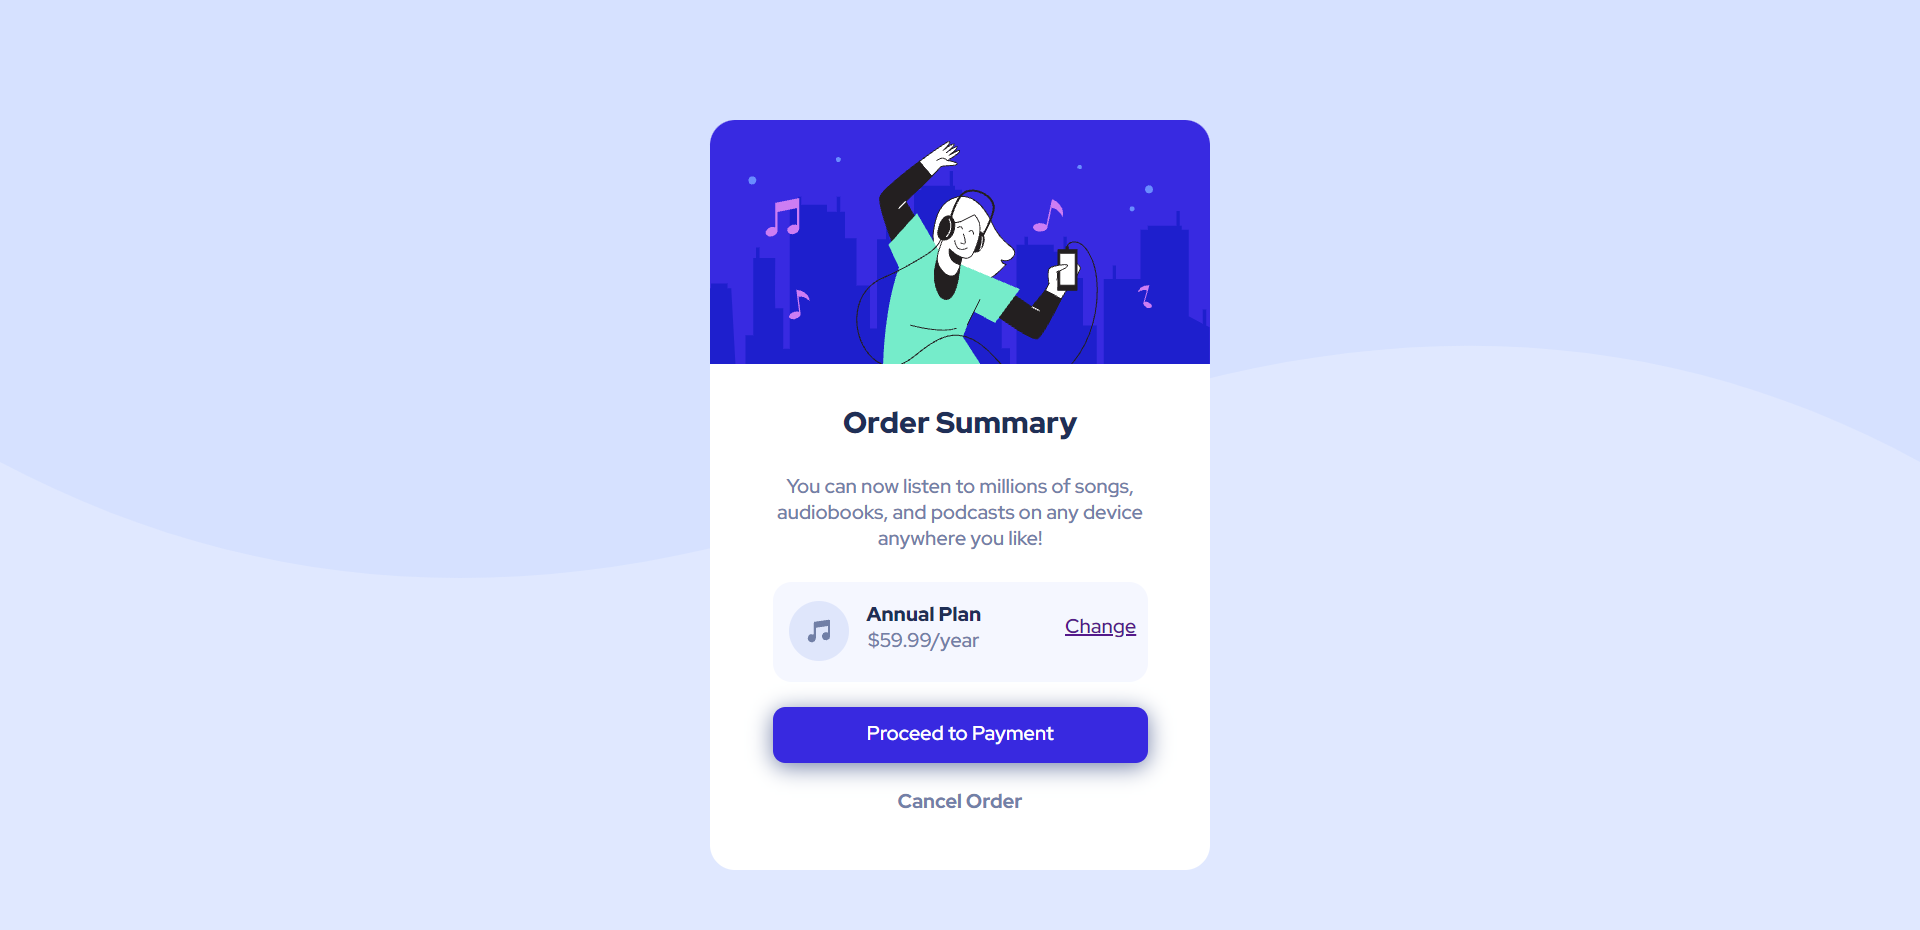 Order Summary
You can now listen to millions of songs,
audiobooks, and podcasts on any device
anywhere you like!
Annual Plan
$59.99/year
Change
Proceed to Payment
Cancel Order